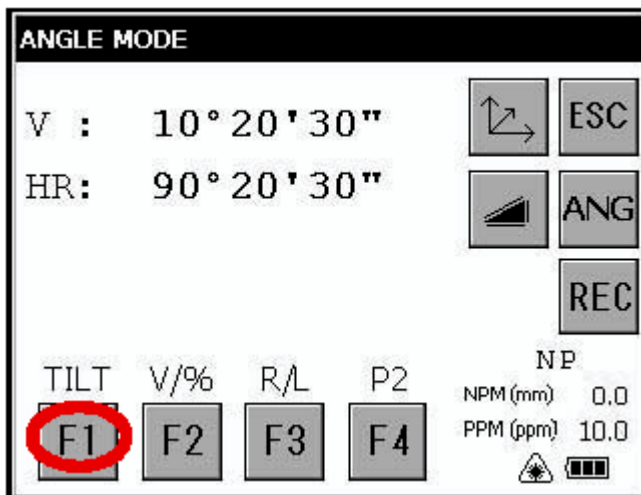 ANGLE MODE
V : 10°20'30"
HR: 90°20'30"
ESC
ANG
REC
TILT V/% R/L P2
F1 F2 F3 F4
NP
NPM (mm) 0.0
PPM (ppm) 10.0